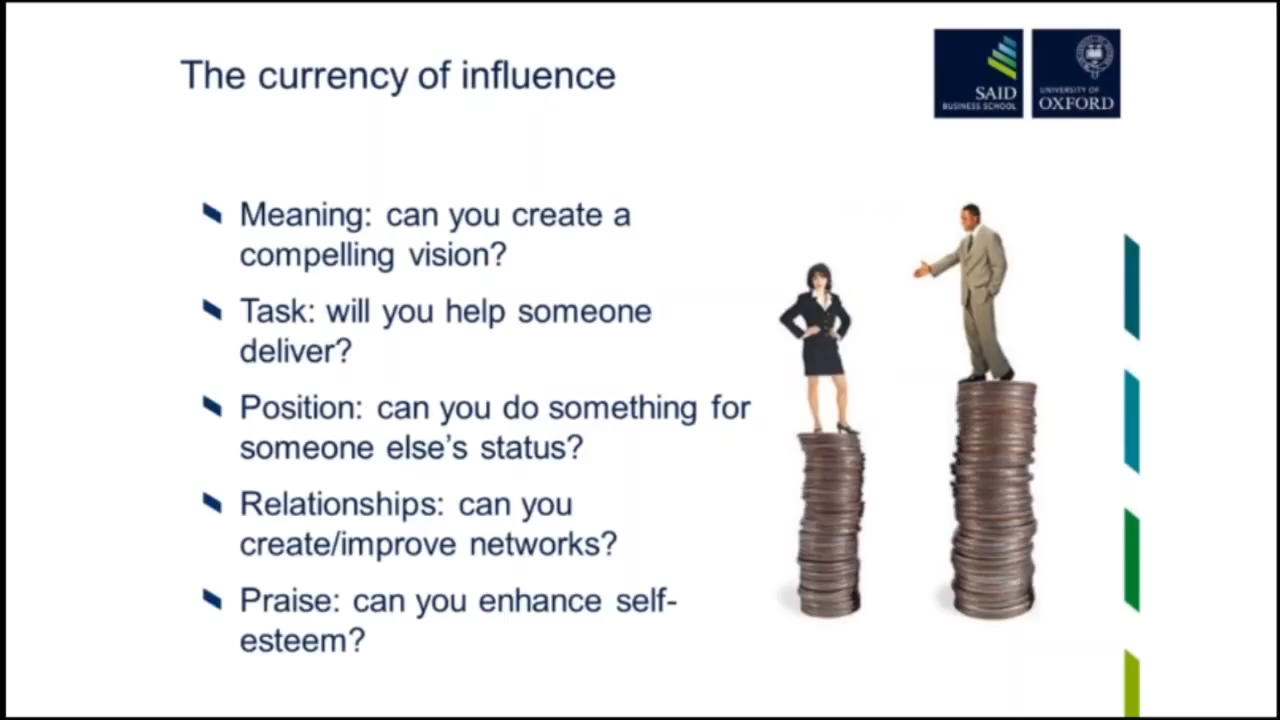 The currency of influence
SAID
BUSINESS SCHOOL
UNIVERSITY OF
OXFORD
Meaning: can you create a
compelling vision?
Task: will you help someone
deliver?
Position: can you do something for
someone else's status?
Relationships: can you
create/improve networks?
Praise: can you enhance self-
esteem?